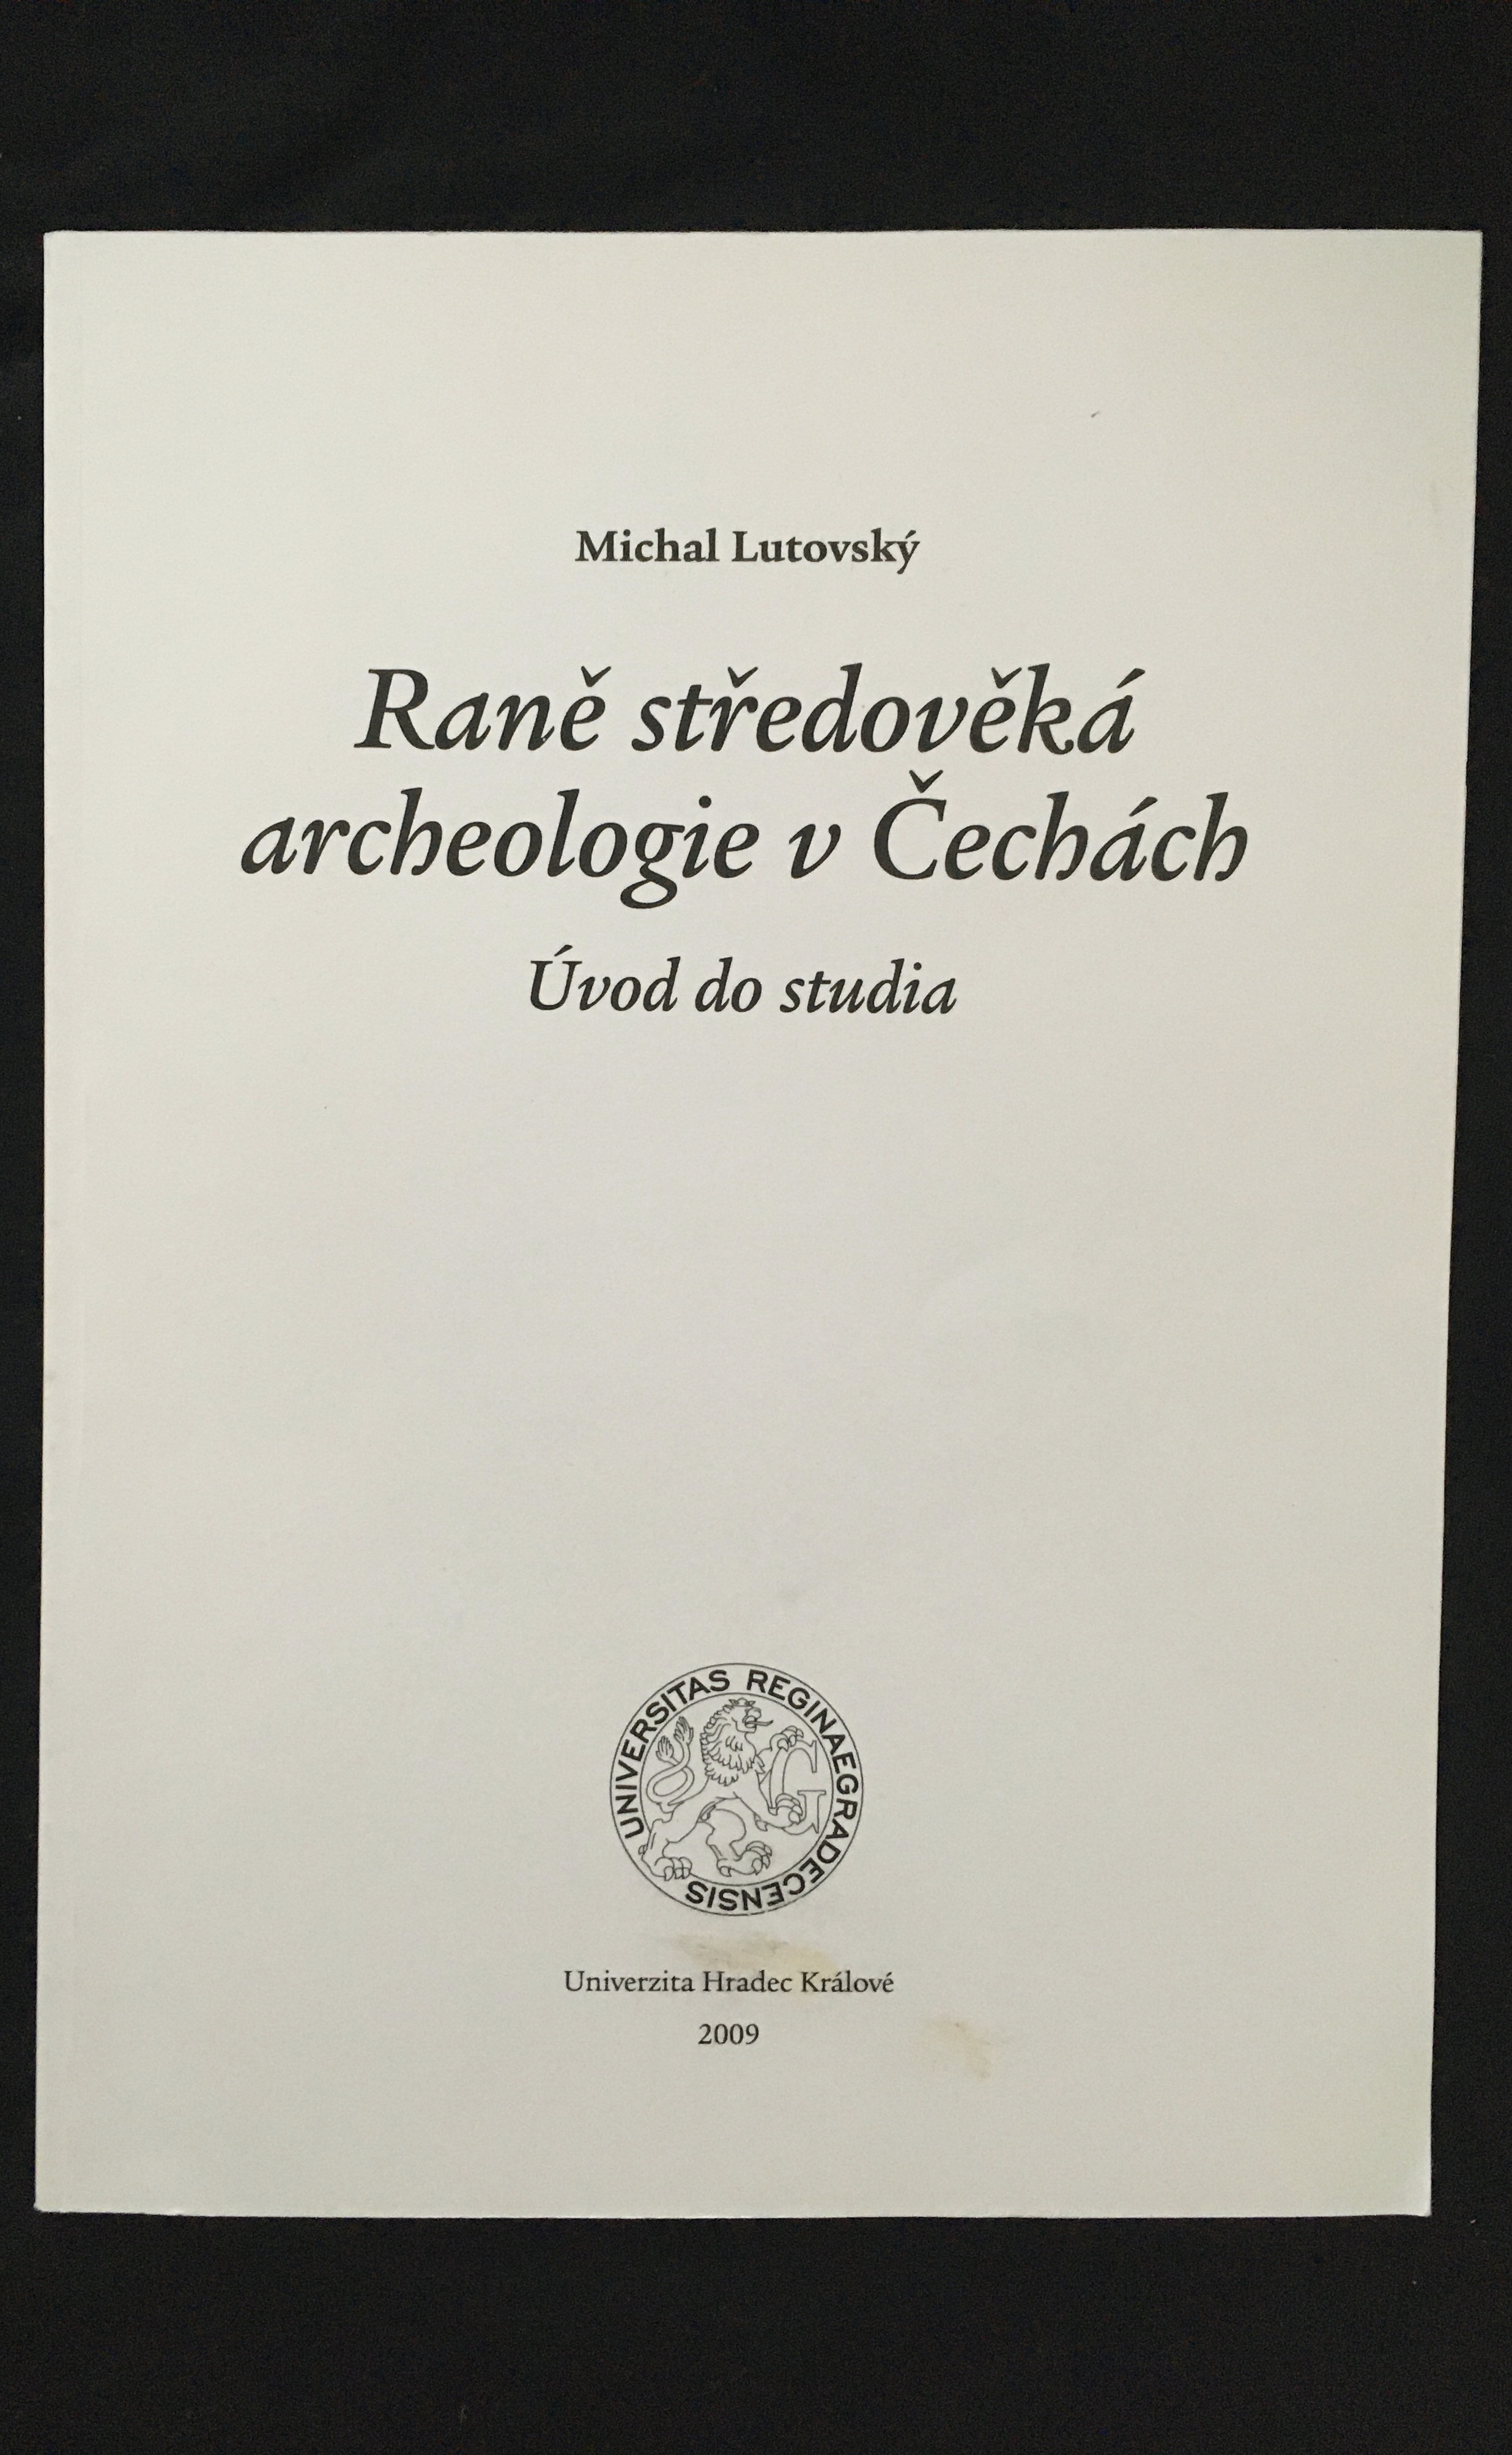 Michal Lutovský
Raně středověká
archeologie v Čechách
Úvod do studia
UNIVERSITAS REGINAEGRADECENSIS
G
Univerzita Hradec Králové
2009